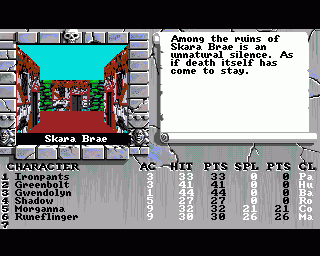 Among the ruins of
Skara Brae is an
unnatural silence. As
if death itself has
come to stay.
Skara Brae
CHARACTER AC HIT PTS SPL PTS CL
1 Ironpants 3 33 33 0 0 Pa
2 Greenbolt 3 41 41 0 0 Hu
3 Gwendolyn 1 44 44 0 0 Ba
4 Shadow 5 27 27 0 0 Ro
5 Morganna 9 32 32 21 21 Co
6 Runeflinger 9 30 30 26 26 Ma
7